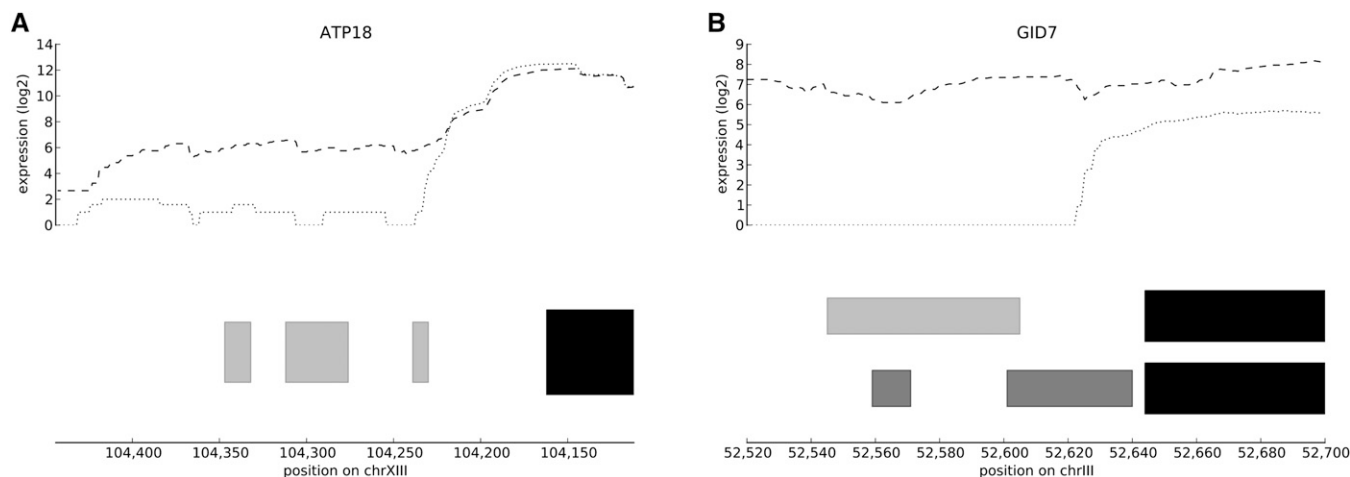 A
ATP18
expression (log2)
14
12
10
8
6
4
2
0
104,400 104,350 104,300 104,250 104,200 104,150
position on chrXIII
B
GID7
expression (log2)
9
8
7
6
5
4
3
2
1
0
52,520 52,540 52,560 52,580 52,600 52,620 52,640 52,660 52,680 52,700
position on chrIII